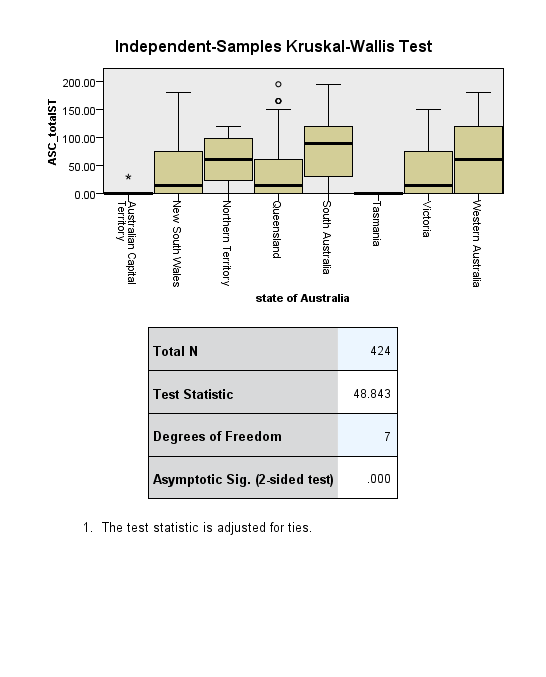 Independent-Samples Kruskal-Wallis Test
200.00
150.00
100.00
50.00
0.00
ASC_totalST
*
Australian Capital
Territory
New South Wales
Northern Territory
Queensland
South Australia
Tasmania
Victoria
Western Australia
state of Australia
Total N 424
Test Statistic 48.843
Degrees of Freedom 7
Asymptotic Sig. (2-sided test) .000
1. The test statistic is adjusted for ties.